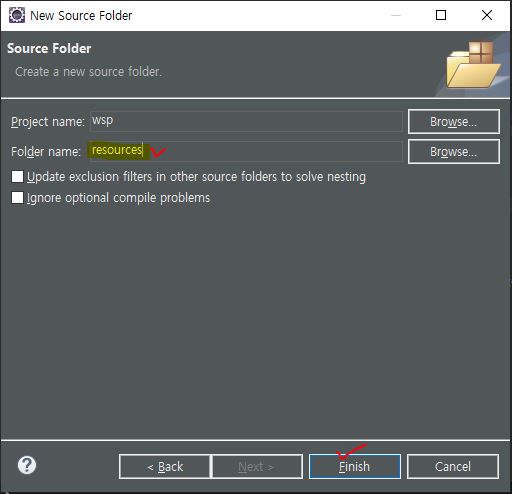 New Source Folder
Source Folder
Create a new source folder.
Project name: wsp Browse...
Folder name: resources Browse...
Update exclusion filters in other source folders to solve nesting
Ignore optional compile problems
? < Back Next > Finish Cancel